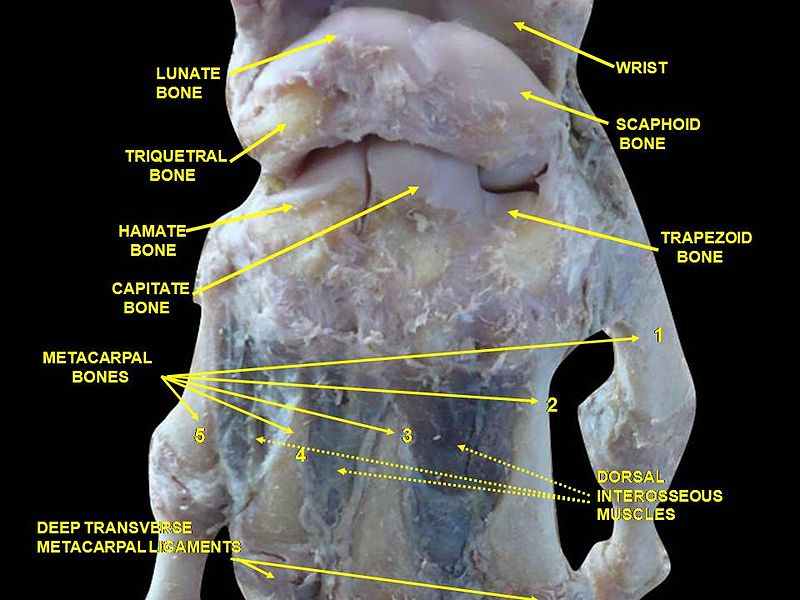 LUNATE
BONE
WRIST
SCAPHOID
BONE
TRIQUETRAL
BONE
HAMATE
BONE
TRAPEZOID
BONE
CAPITATE
BONE
1
METACARPAL
BONES
2
5
3
4
DORSAL
INTEROSSEOUS
MUSCLES
DEEP TRANSVERSE
METACARPAL LIGAMENTS